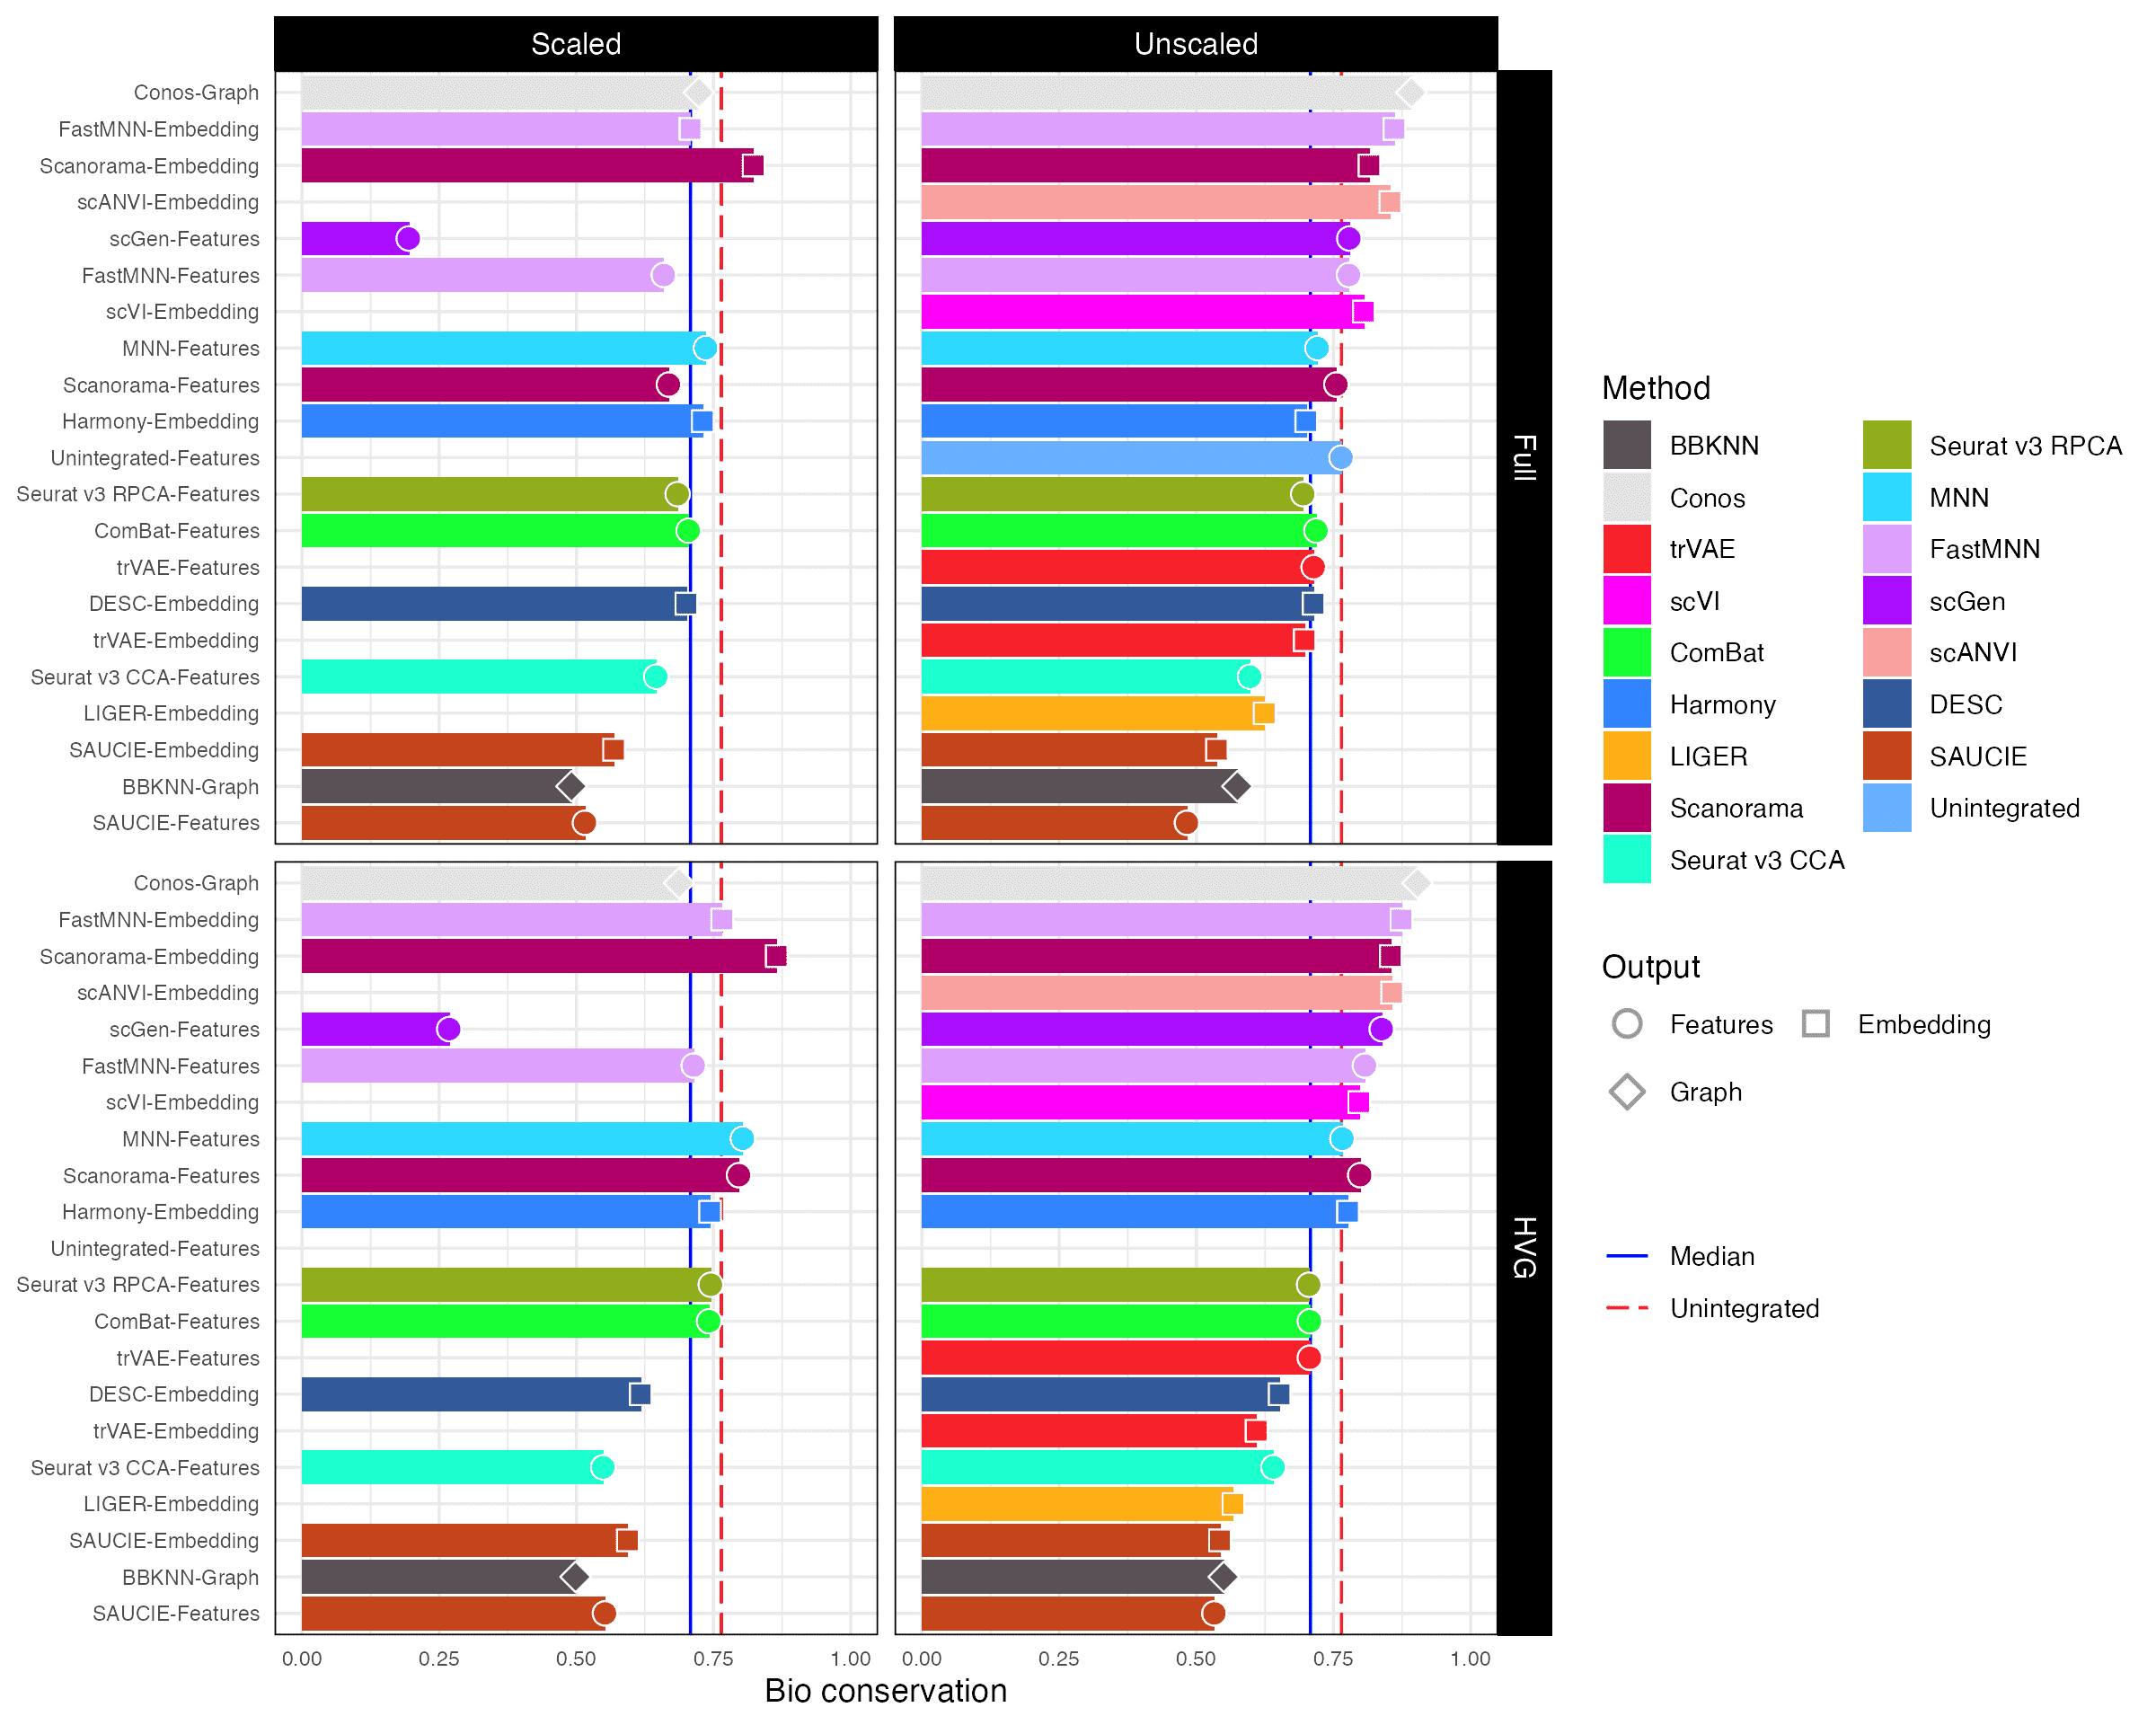 Scaled
Unscaled
Conos-Graph
FastMNN-Embedding
Scanorama-Embedding
scANVI-Embedding
scGen-Features
FastMNN-Features
scVI-Embedding
MNN-Features
Scanorama-Features
Harmony-Embedding
Unintegrated-Features
Seurat v3 RPCA-Features
ComBat-Features
trVAE-Features
DESC-Embedding
trVAE-Embedding
Seurat v3 CCA-Features
LIGER-Embedding
SAUCIE-Embedding
BBKNN-Graph
SAUCIE-Features
Full
Conos-Graph
FastMNN-Embedding
Scanorama-Embedding
scANVI-Embedding
scGen-Features
FastMNN-Features
scVI-Embedding
MNN-Features
Scanorama-Features
Harmony-Embedding
Unintegrated-Features
Seurat v3 RPCA-Features
ComBat-Features
trVAE-Features
DESC-Embedding
trVAE-Embedding
Seurat v3 CCA-Features
LIGER-Embedding
SAUCIE-Embedding
BBKNN-Graph
SAUCIE-Features
HVG
0.00 0.25 0.50 0.75 1.00 0.00 0.25 0.50 0.75 1.00
Bio conservation
Method
BBKNN Seurat v3 RPCA
Conos MNN
trVAE FastMNN
scVI scGen
ComBat scANVI
Harmony DESC
LIGER SAUCIE
Scanorama Unintegrated
Seurat v3 CCA
Output
Features Embedding
Graph
Median
Unintegrated